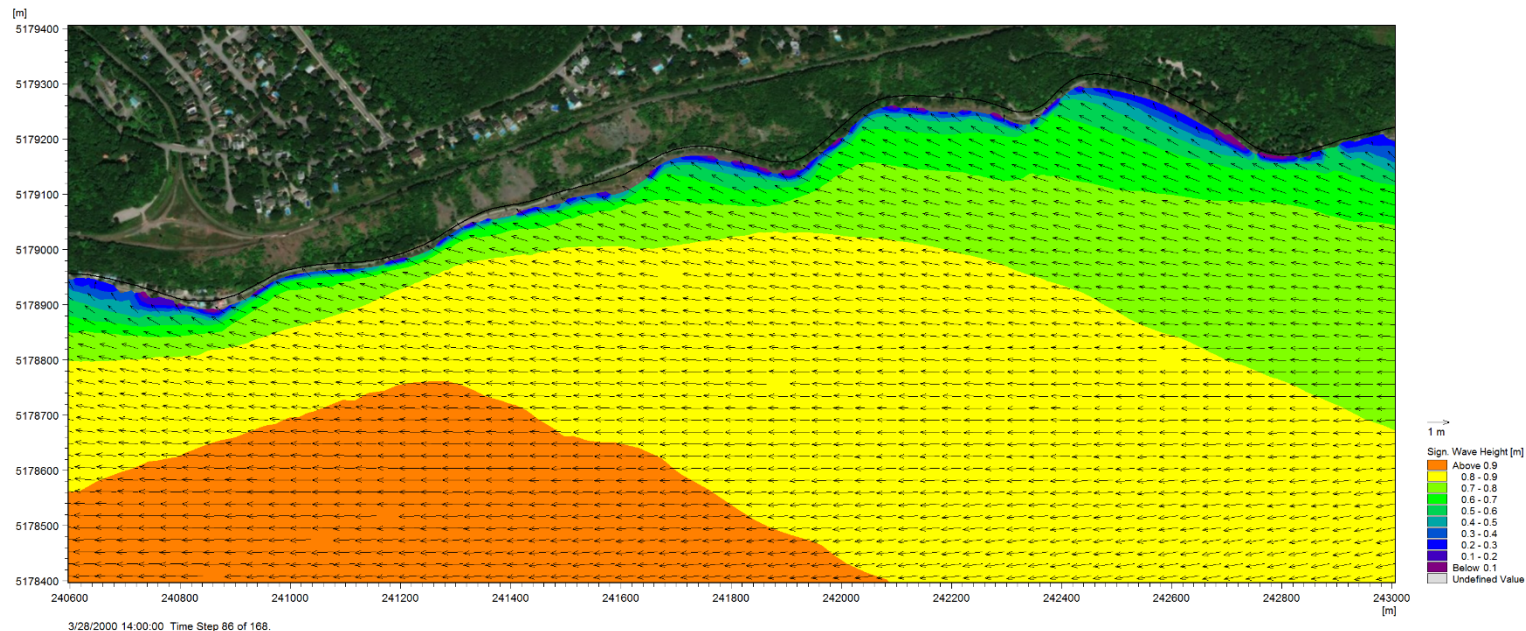 [m]
5179400
5179300
5179200
5179100
5179000
5178900
5178800
5178700
5178600
5178500
5178400
240600 240800 241000 241200 241400 241600 241800 242000 242200 242400 242600 242800 243000
[m]
3/28/2000 14:00:00 Time Step 86 of 168.
1 m
Sign. Wave Height [m]
Above 0.9
0.8 - 0.9
0.7 - 0.8
0.6 - 0.7
0.5 - 0.6
0.4 - 0.5
0.3 - 0.4
0.2 - 0.3
0.1 - 0.2
Below 0.1
Undefined Value